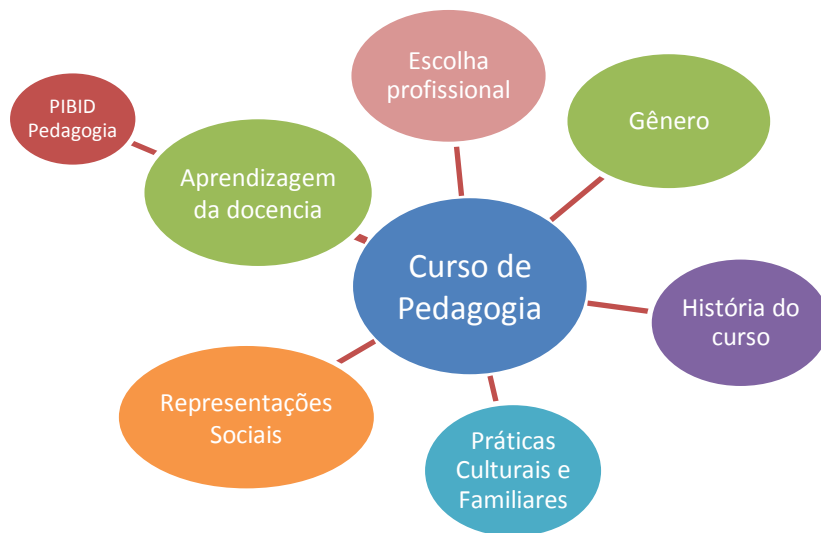 Escolha
profissional
Gênero
PIBID
Pedagogia
Aprendizagem
da docencia
Curso de
Pedagogia
História do
curso
Representações
Sociais
Práticas
Culturais e
Familiares